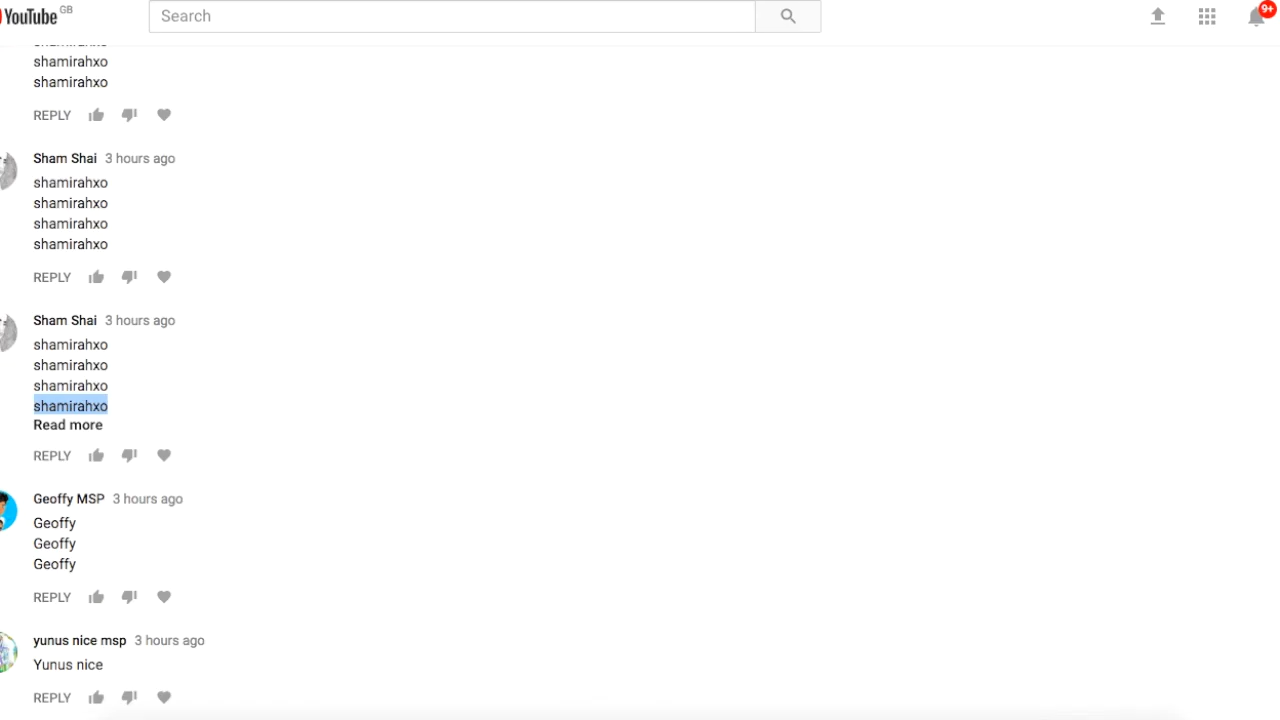 YouTube GB
Search
9+
shamirahxo
shamirahxo
shamirahxo
REPLY
Sham Shai 3 hours ago
shamirahxo
shamirahxo
shamirahxo
shamirahxo
REPLY
Sham Shai 3 hours ago
shamirahxo
shamirahxo
shamirahxo
shamirahxo
Read more
REPLY
Geoffy MSP 3 hours ago
Geoffy
Geoffy
Geoffy
REPLY
yunus nice msp 3 hours ago
Yunus nice
REPLY